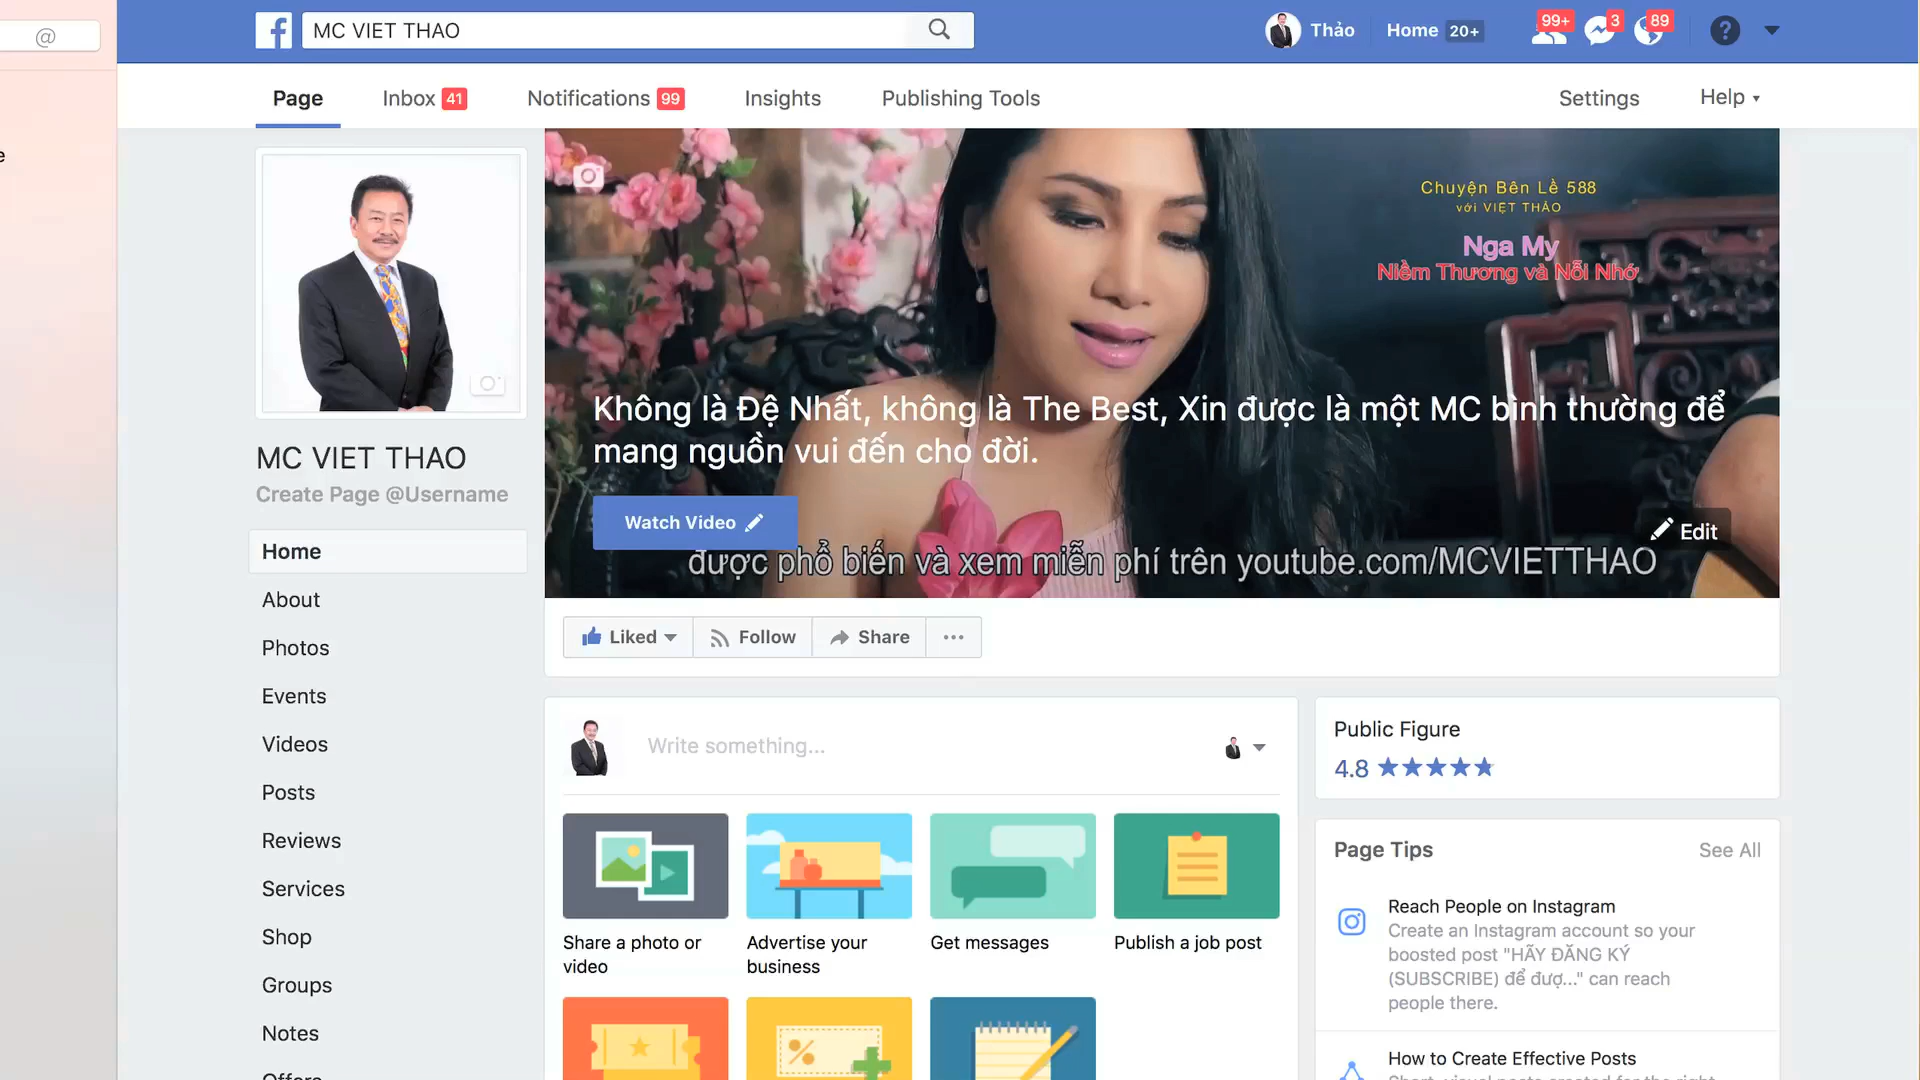 @
MC VIET THAO
Thảo
Home 20+
99+
3
89
?
e
Page
Inbox 41
Notifications 99
Insights
Publishing Tools
Settings
Help
Chuyện Bên Lề 588
với VIỆT THẢO
Nga My
Niềm Thương và Nỗi Nhớ
Không là Đệ Nhất, không là The Best, Xin được là một MC bình thường để
mang nguồn vui đến cho đời.
Watch Video
Edit
được phổ biến và xem miễn phí trên youtube.com/MCVIETTHAO
MC VIET THAO
Create Page @Username
Home
About
Photos
Events
Videos
Posts
Reviews
Services
Shop
Groups
Notes
Offers
Liked
Follow
Share
Write something...
Share a photo or
video
Advertise your
business
Get messages
Publish a job post
Public Figure
4.8
Page Tips
See All
Reach People on Instagram
Create an Instagram account so your
boosted post "HÃY ĐĂNG KÝ
(SUBSCRIBE) để đượ..." can reach
people there.
How to Create Effective Posts
Short, visual posts created for the right